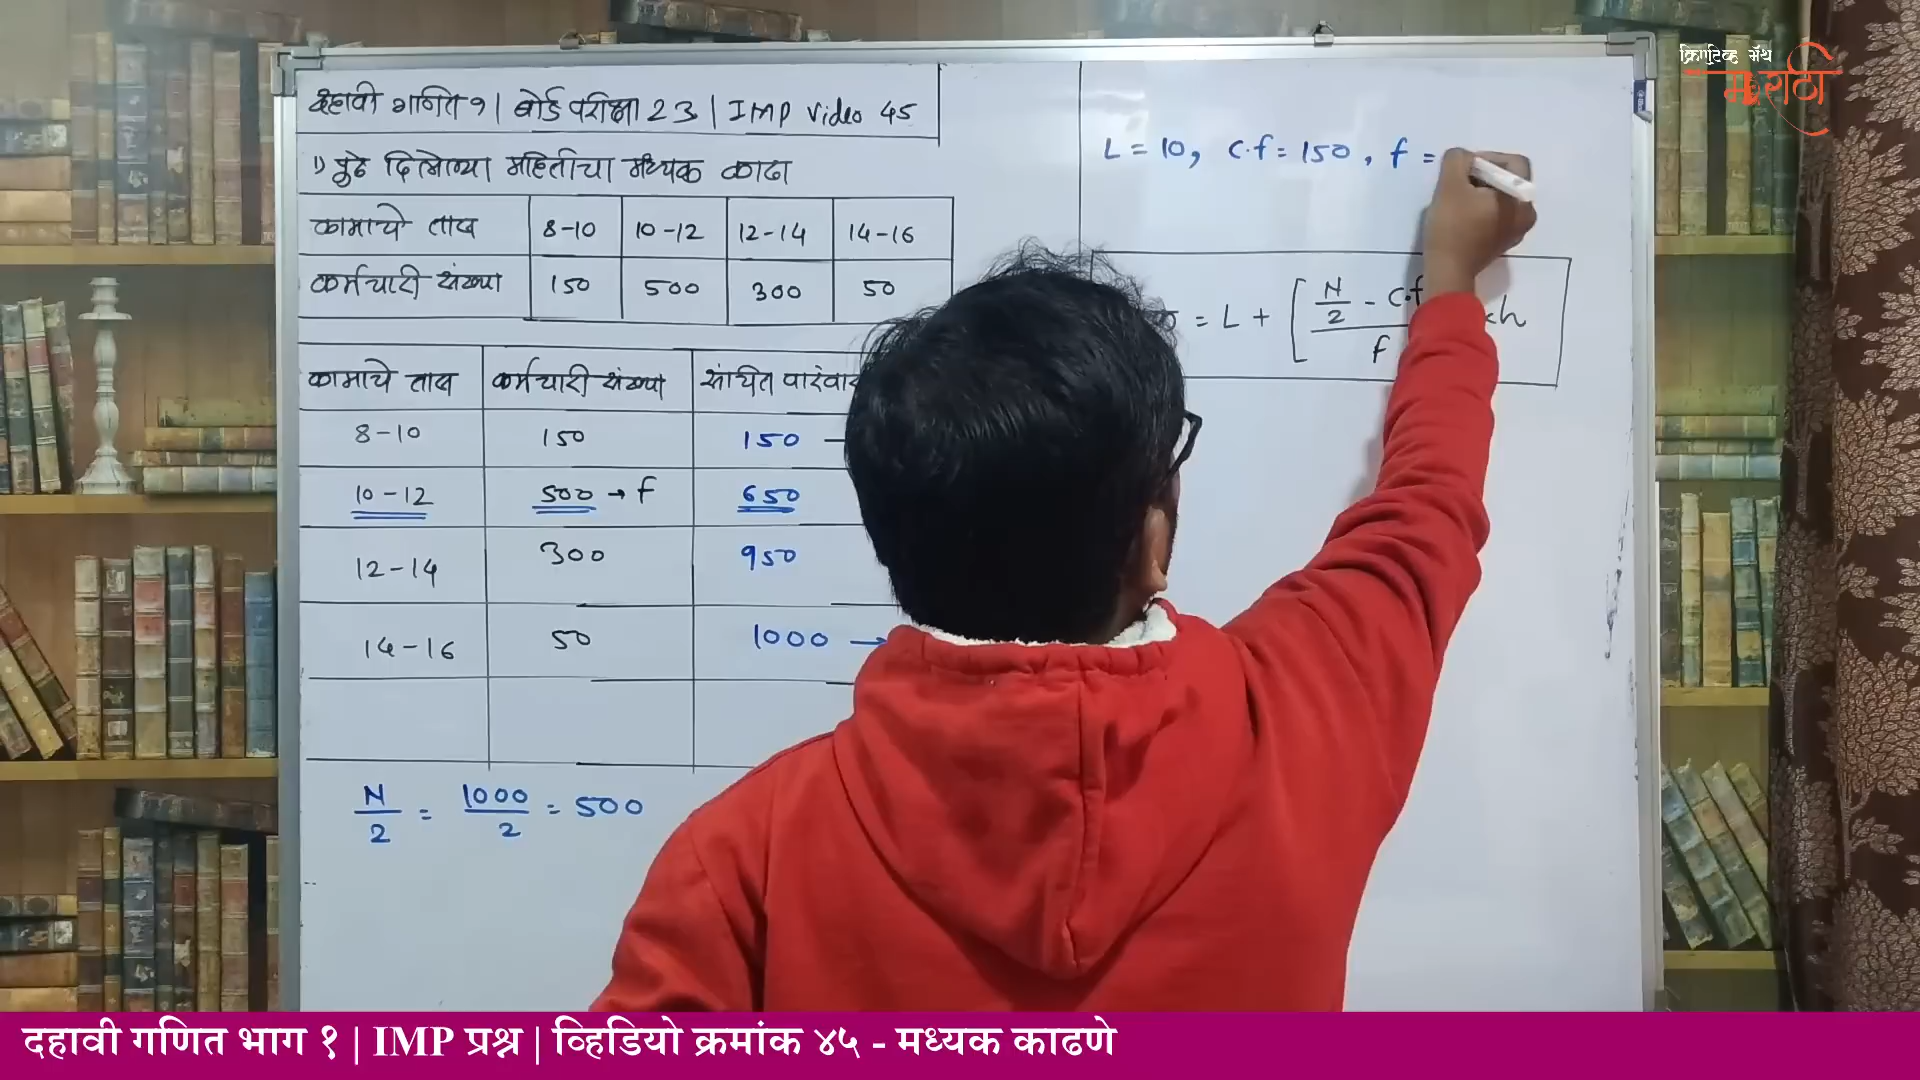 क्रिएटिव्ह मॅथ
मराठी
दहावी गणित १ | बोर्ड परीक्षा 23 | IMP Video 45
1) पुढे दिलेल्या माहितीचा मध्यक काढा
कामाचे तास 8-10 10-12 12-14 14-16
कर्मचारी संख्या 150 500 300 50
कामाचे तास कर्मचारी संख्या संचित वारंवार
8-10 150 150
10-12 500 → f 650
12-14 300 950
14-16 50 1000 →
N/2 = 1000/2 = 500
L = 10, C.f = 150, f =
= L + [ N/2 - C.f / f ×h
दहावी गणित भाग १ | IMP प्रश्न | व्हिडियो क्रमांक ४५ - मध्यक काढणे